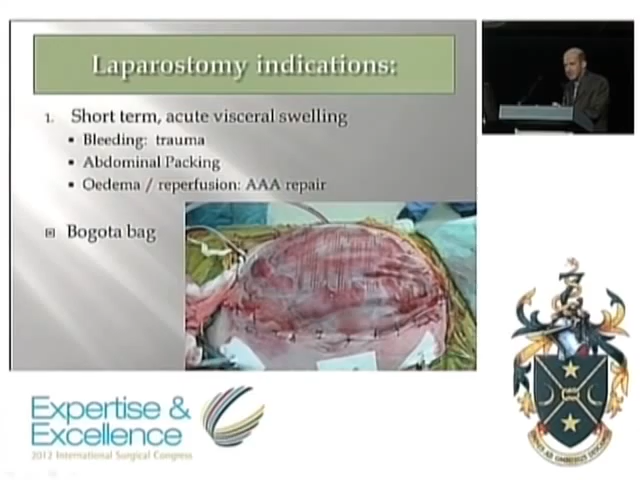 Laparostomy indications:
1. Short term, acute visceral swelling
▪ Bleeding: trauma
▪ Abdominal Packing
▪ Oedema / reperfusion: AAA repair
Bogota bag
Expertise &
Excellence
2012 International Surgical Congress